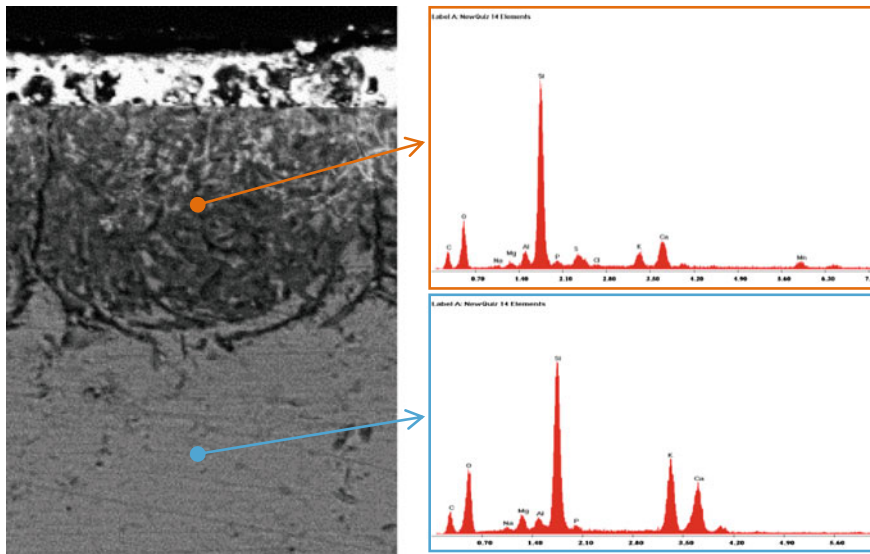 Label A: NewQuiz 14 Elements
Si
O
C
Na
Mg
Al
P
S
Cl
K
Ca
Mn
0.70 1.40 2.10 2.80 3.50 4.20 4.90 5.60 6.30 7.
Label A: NewQuiz 14 Elements
Si
O
C
Na
Mg
Al
P
K
Ca
0.70 1.40 2.10 2.80 3.50 4.20 4.90 5.60